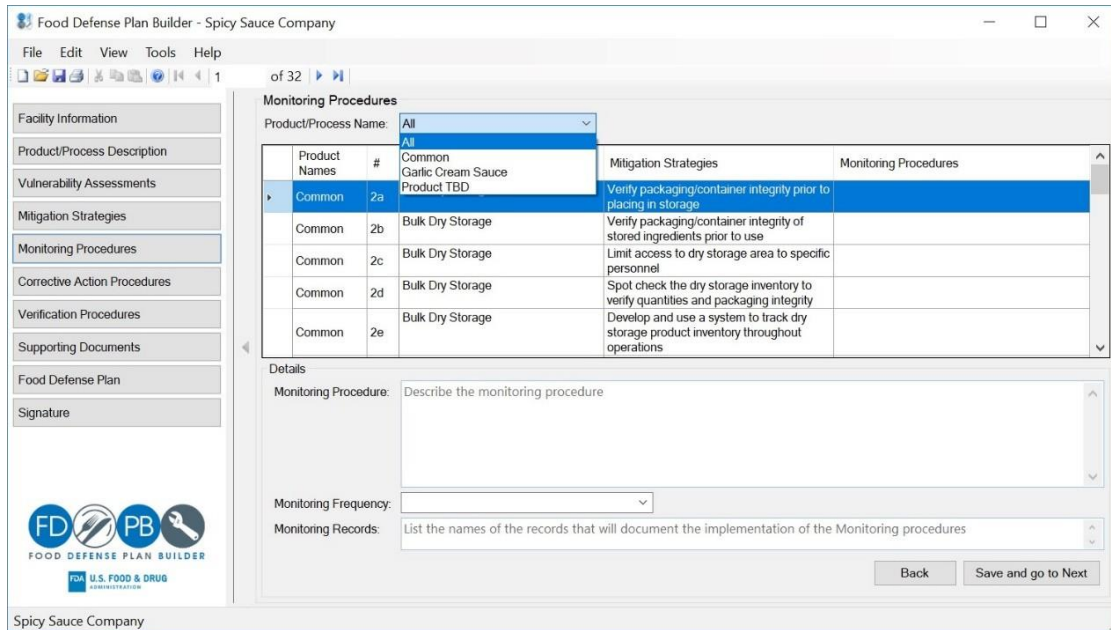 Food Defense Plan Builder - Spicy Sauce Company
File Edit View Tools Help
1 of 32
Facility Information
Product/Process Description
Vulnerability Assessments
Mitigation Strategies
Monitoring Procedures
Corrective Action Procedures
Verification Procedures
Supporting Documents
Food Defense Plan
Signature
FD PB
FOOD DEFENSE PLAN BUILDER
FDA U.S. FOOD & DRUG
ADMINISTRATION
Monitoring Procedures
Product/Process Name: All
All
Common
Garlic Cream Sauce
Product TBD
Product Names # Mitigation Strategies Monitoring Procedures
Common 2a Verify packaging/container integrity prior to
placing in storage
Common 2b Bulk Dry Storage Verify packaging/container integrity of
stored ingredients prior to use
Common 2c Bulk Dry Storage Limit access to dry storage area to specific
personnel
Common 2d Bulk Dry Storage Spot check the dry storage inventory to
verify quantities and packaging integrity
Common 2e Bulk Dry Storage Develop and use a system to track dry
storage product inventory throughout
operations
Details
Monitoring Procedure: Describe the monitoring procedure
Monitoring Frequency:
Monitoring Records: List the names of the records that will document the implementation of the Monitoring procedures
Back Save and go to Next
Spicy Sauce Company